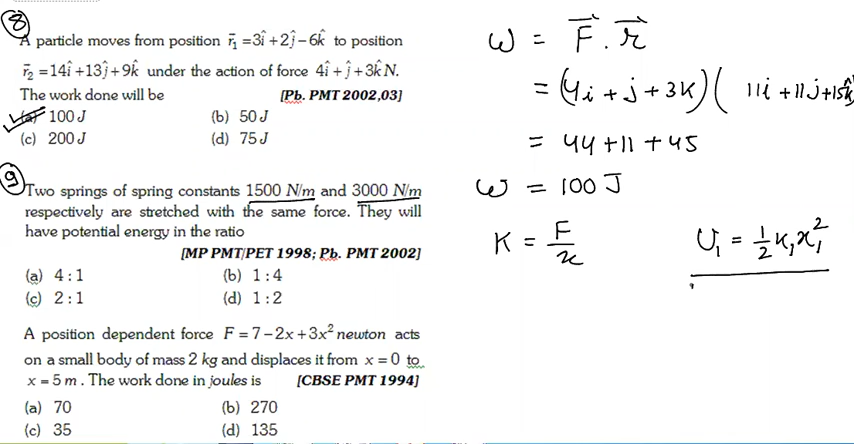 8
A particle moves from position r⃗₁ = 3î + 2ĵ − 6k̂ to position
r⃗₂ = 14î + 13ĵ + 9k̂ under the action of force 4î + ĵ + 3k̂ N.
The work done will be [Pb. PMT 2002,03]
(a) 100 J (b) 50 J
(c) 200 J (d) 75 J
9
Two springs of spring constants 1500 N/m and 3000 N/m
respectively are stretched with the same force. They will
have potential energy in the ratio
[MP PMT/PET 1998; Pb. PMT 2002]
(a) 4 : 1 (b) 1 : 4
(c) 2 : 1 (d) 1 : 2
A position dependent force F = 7 − 2x + 3x² newton acts
on a small body of mass 2 kg and displaces it from x = 0 to
x = 5 m . The work done in joules is [CBSE PMT 1994]
(a) 70 (b) 270
(c) 35 (d) 135
W = F⃗ . r⃗
= (4i + j + 3k) ( 11i + 11j + 15k̂
= 44 + 11 + 45
W = 100 J
K = F/x U₁ = ½ K₁x₁²